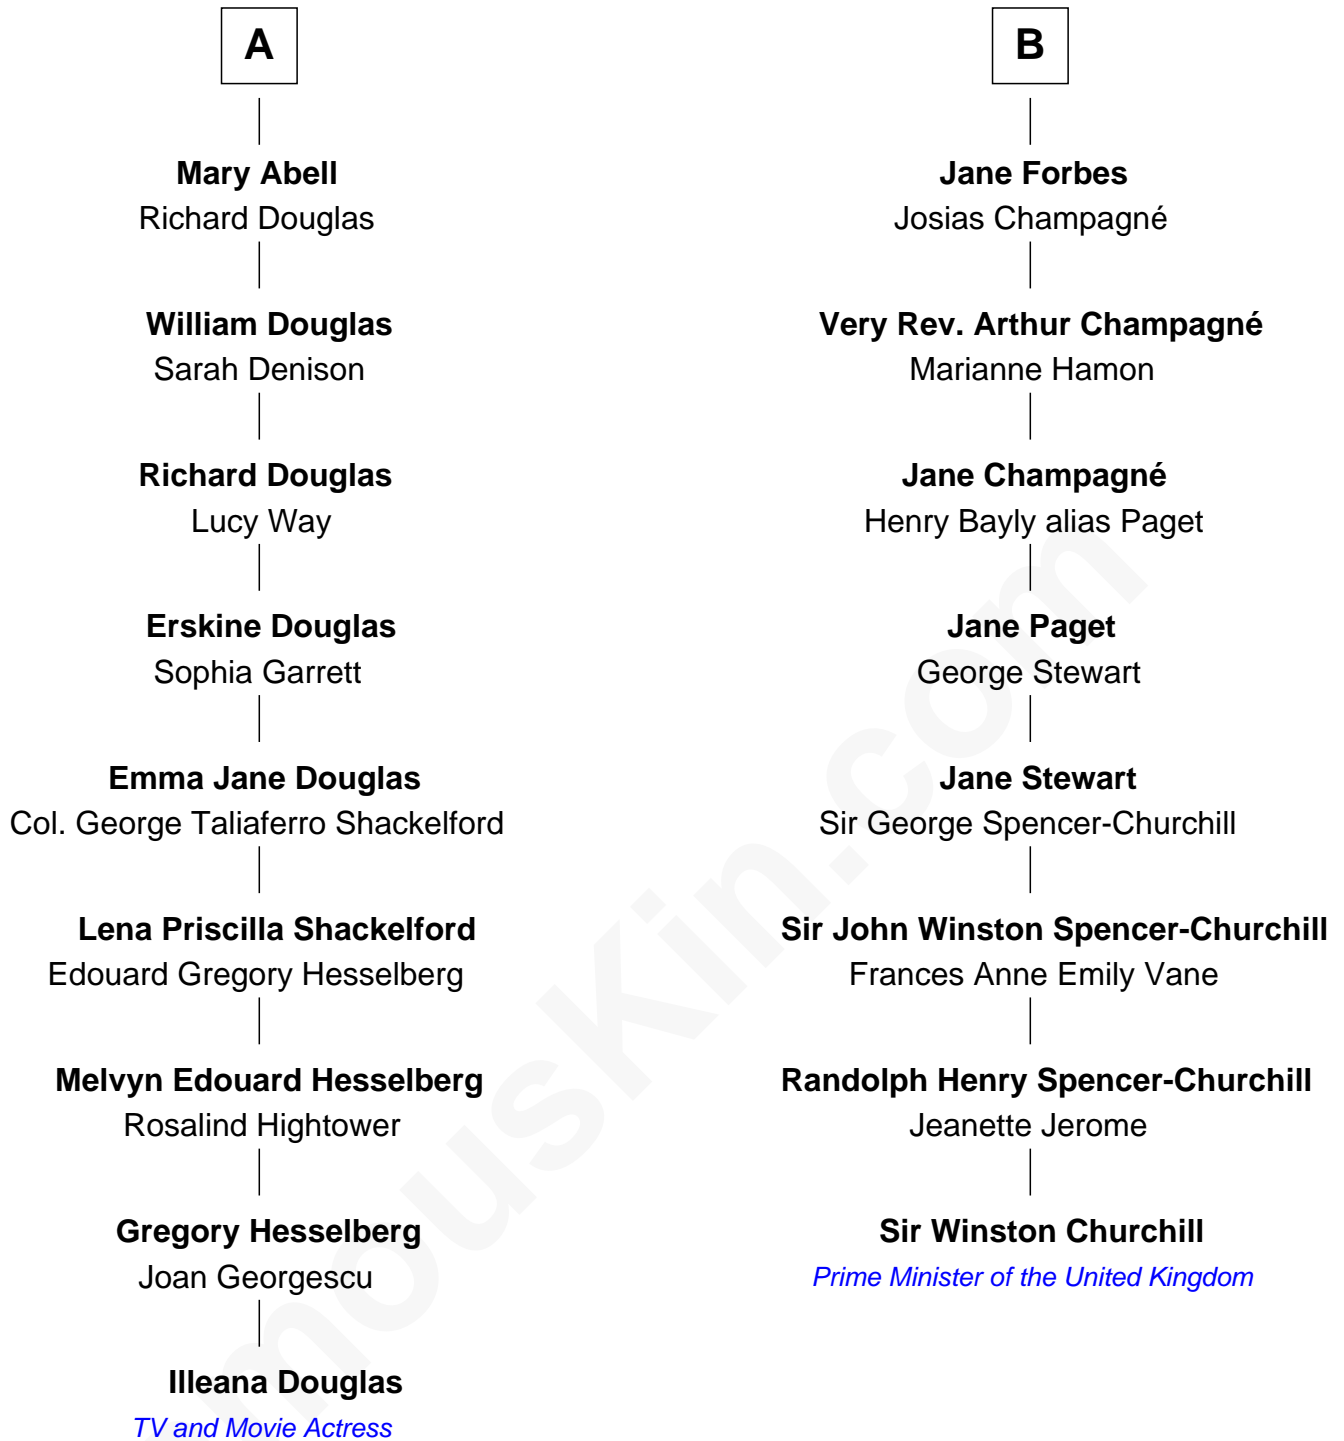 A
Mary Abell
Richard Douglas
William Douglas
Sarah Denison
Richard Douglas
Lucy Way
Erskine Douglas
Sophia Garrett
Emma Jane Douglas
Col. George Taliaferro Shackelford
Lena Priscilla Shackelford
Edouard Gregory Hesselberg
Melvyn Edouard Hesselberg
Rosalind Hightower
Gregory Hesselberg
Joan Georgescu
Illeana Douglas
TV and Movie Actress
B
Jane Forbes
Josias Champagné
Very Rev. Arthur Champagné
Marianne Hamon
Jane Champagné
Henry Bayly alias Paget
Jane Paget
George Stewart
Jane Stewart
Sir George Spencer-Churchill
Sir John Winston Spencer-Churchill
Frances Anne Emily Vane
Randolph Henry Spencer-Churchill
Jeanette Jerome
Sir Winston Churchill
Prime Minister of the United Kingdom
mousKin.com